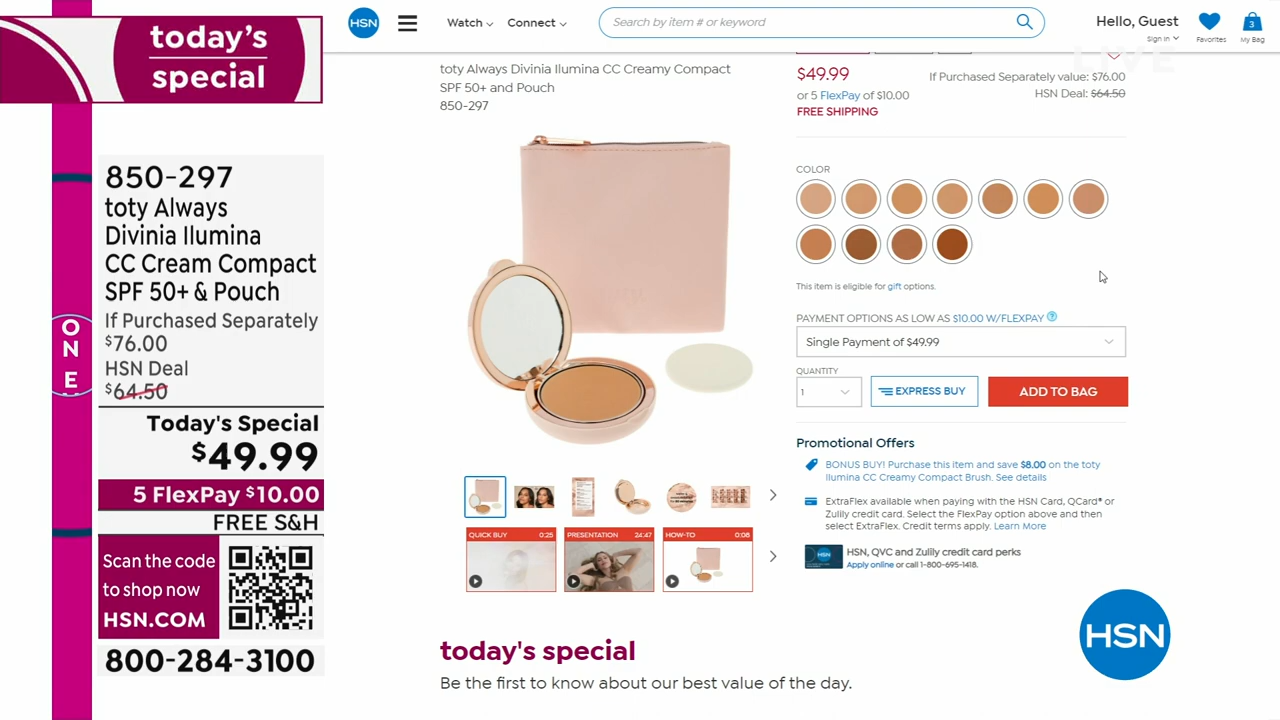 today's
special
850-297
toty Always
Divinia Ilumina
CC Cream Compact
SPF 50+ & Pouch
If Purchased Separately
$76.00
HSN Deal
$64.50
Today's Special
$49.99
5 FlexPay $10.00
FREE S&H
Scan the code
to shop now
HSN.COM
800-284-3100
O
N
E
HSN
Watch
Connect
Search by item # or keyword
Hello, Guest
Sign In
Favorites
3
My Bag
LIVE
toty Always Divinia Ilumina CC Creamy Compact
SPF 50+ and Pouch
850-297
$49.99
If Purchased Separately value: $76.00
or 5 FlexPay of $10.00
HSN Deal: $64.50
FREE SHIPPING
COLOR
This item is eligible for gift options.
PAYMENT OPTIONS AS LOW AS $10.00 W/FLEXPAY ?
Single Payment of $49.99
QUANTITY
1
EXPRESS BUY
ADD TO BAG
Promotional Offers
BONUS BUY! Purchase this item and save $8.00 on the toty
Ilumina CC Creamy Compact Brush. See details
ExtraFlex available when paying with the HSN Card, QCard® or
Zulily credit card. Select the FlexPay option above and then
select ExtraFlex. Credit terms apply. Learn More
HSN
HSN, QVC and Zulily credit card perks
Apply online or call 1-800-695-1418.
QUICK BUY 0:25
PRESENTATION 24:47
HOW-TO 0:08
today's special
Be the first to know about our best value of the day.
HSN